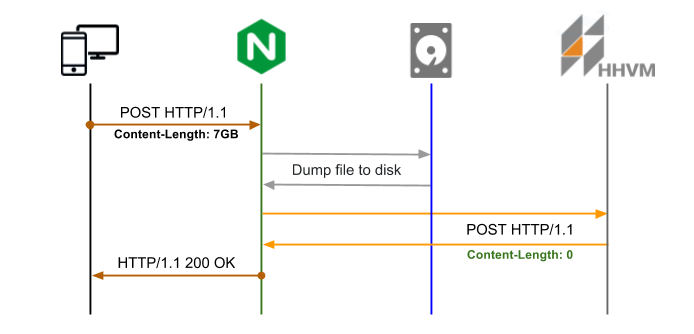 N
HHVM
POST HTTP/1.1
Content-Length: 7GB
Dump file to disk
POST HTTP/1.1
Content-Length: 0
HTTP/1.1 200 OK